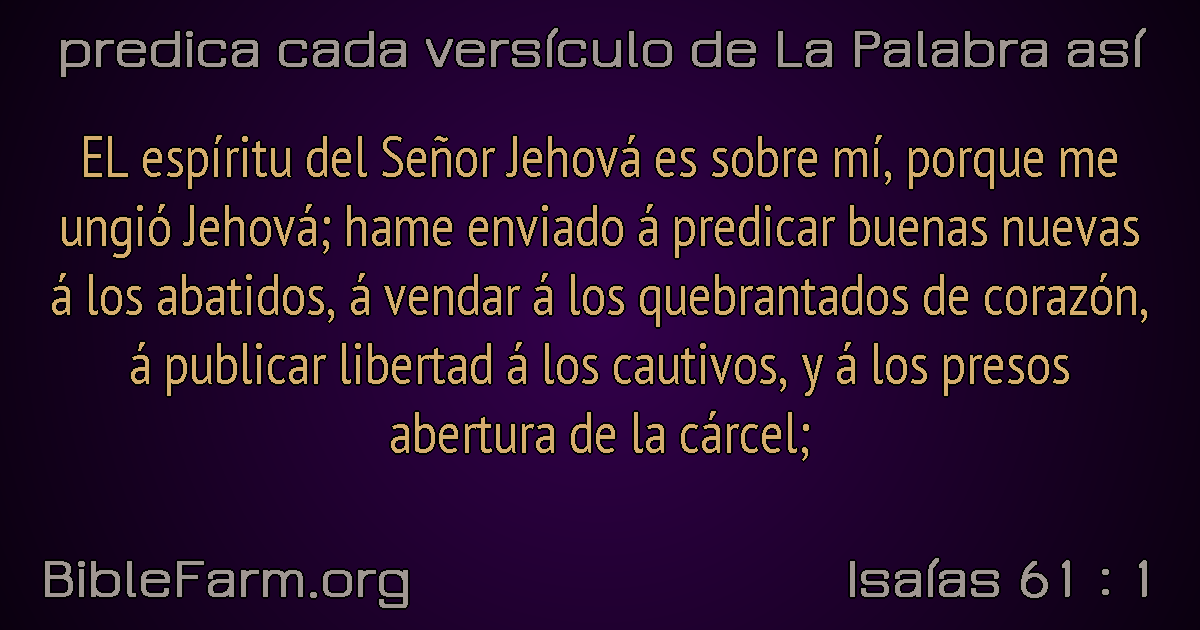 predica cada versículo de La Palabra así
EL espíritu del Señor Jehová es sobre mí, porque me
ungió Jehová; hame enviado á predicar buenas nuevas
á los abatidos, á vendar á los quebrantados de corazón,
á publicar libertad á los cautivos, y á los presos
abertura de la cárcel;
BibleFarm.org
Isaías 61 : 1